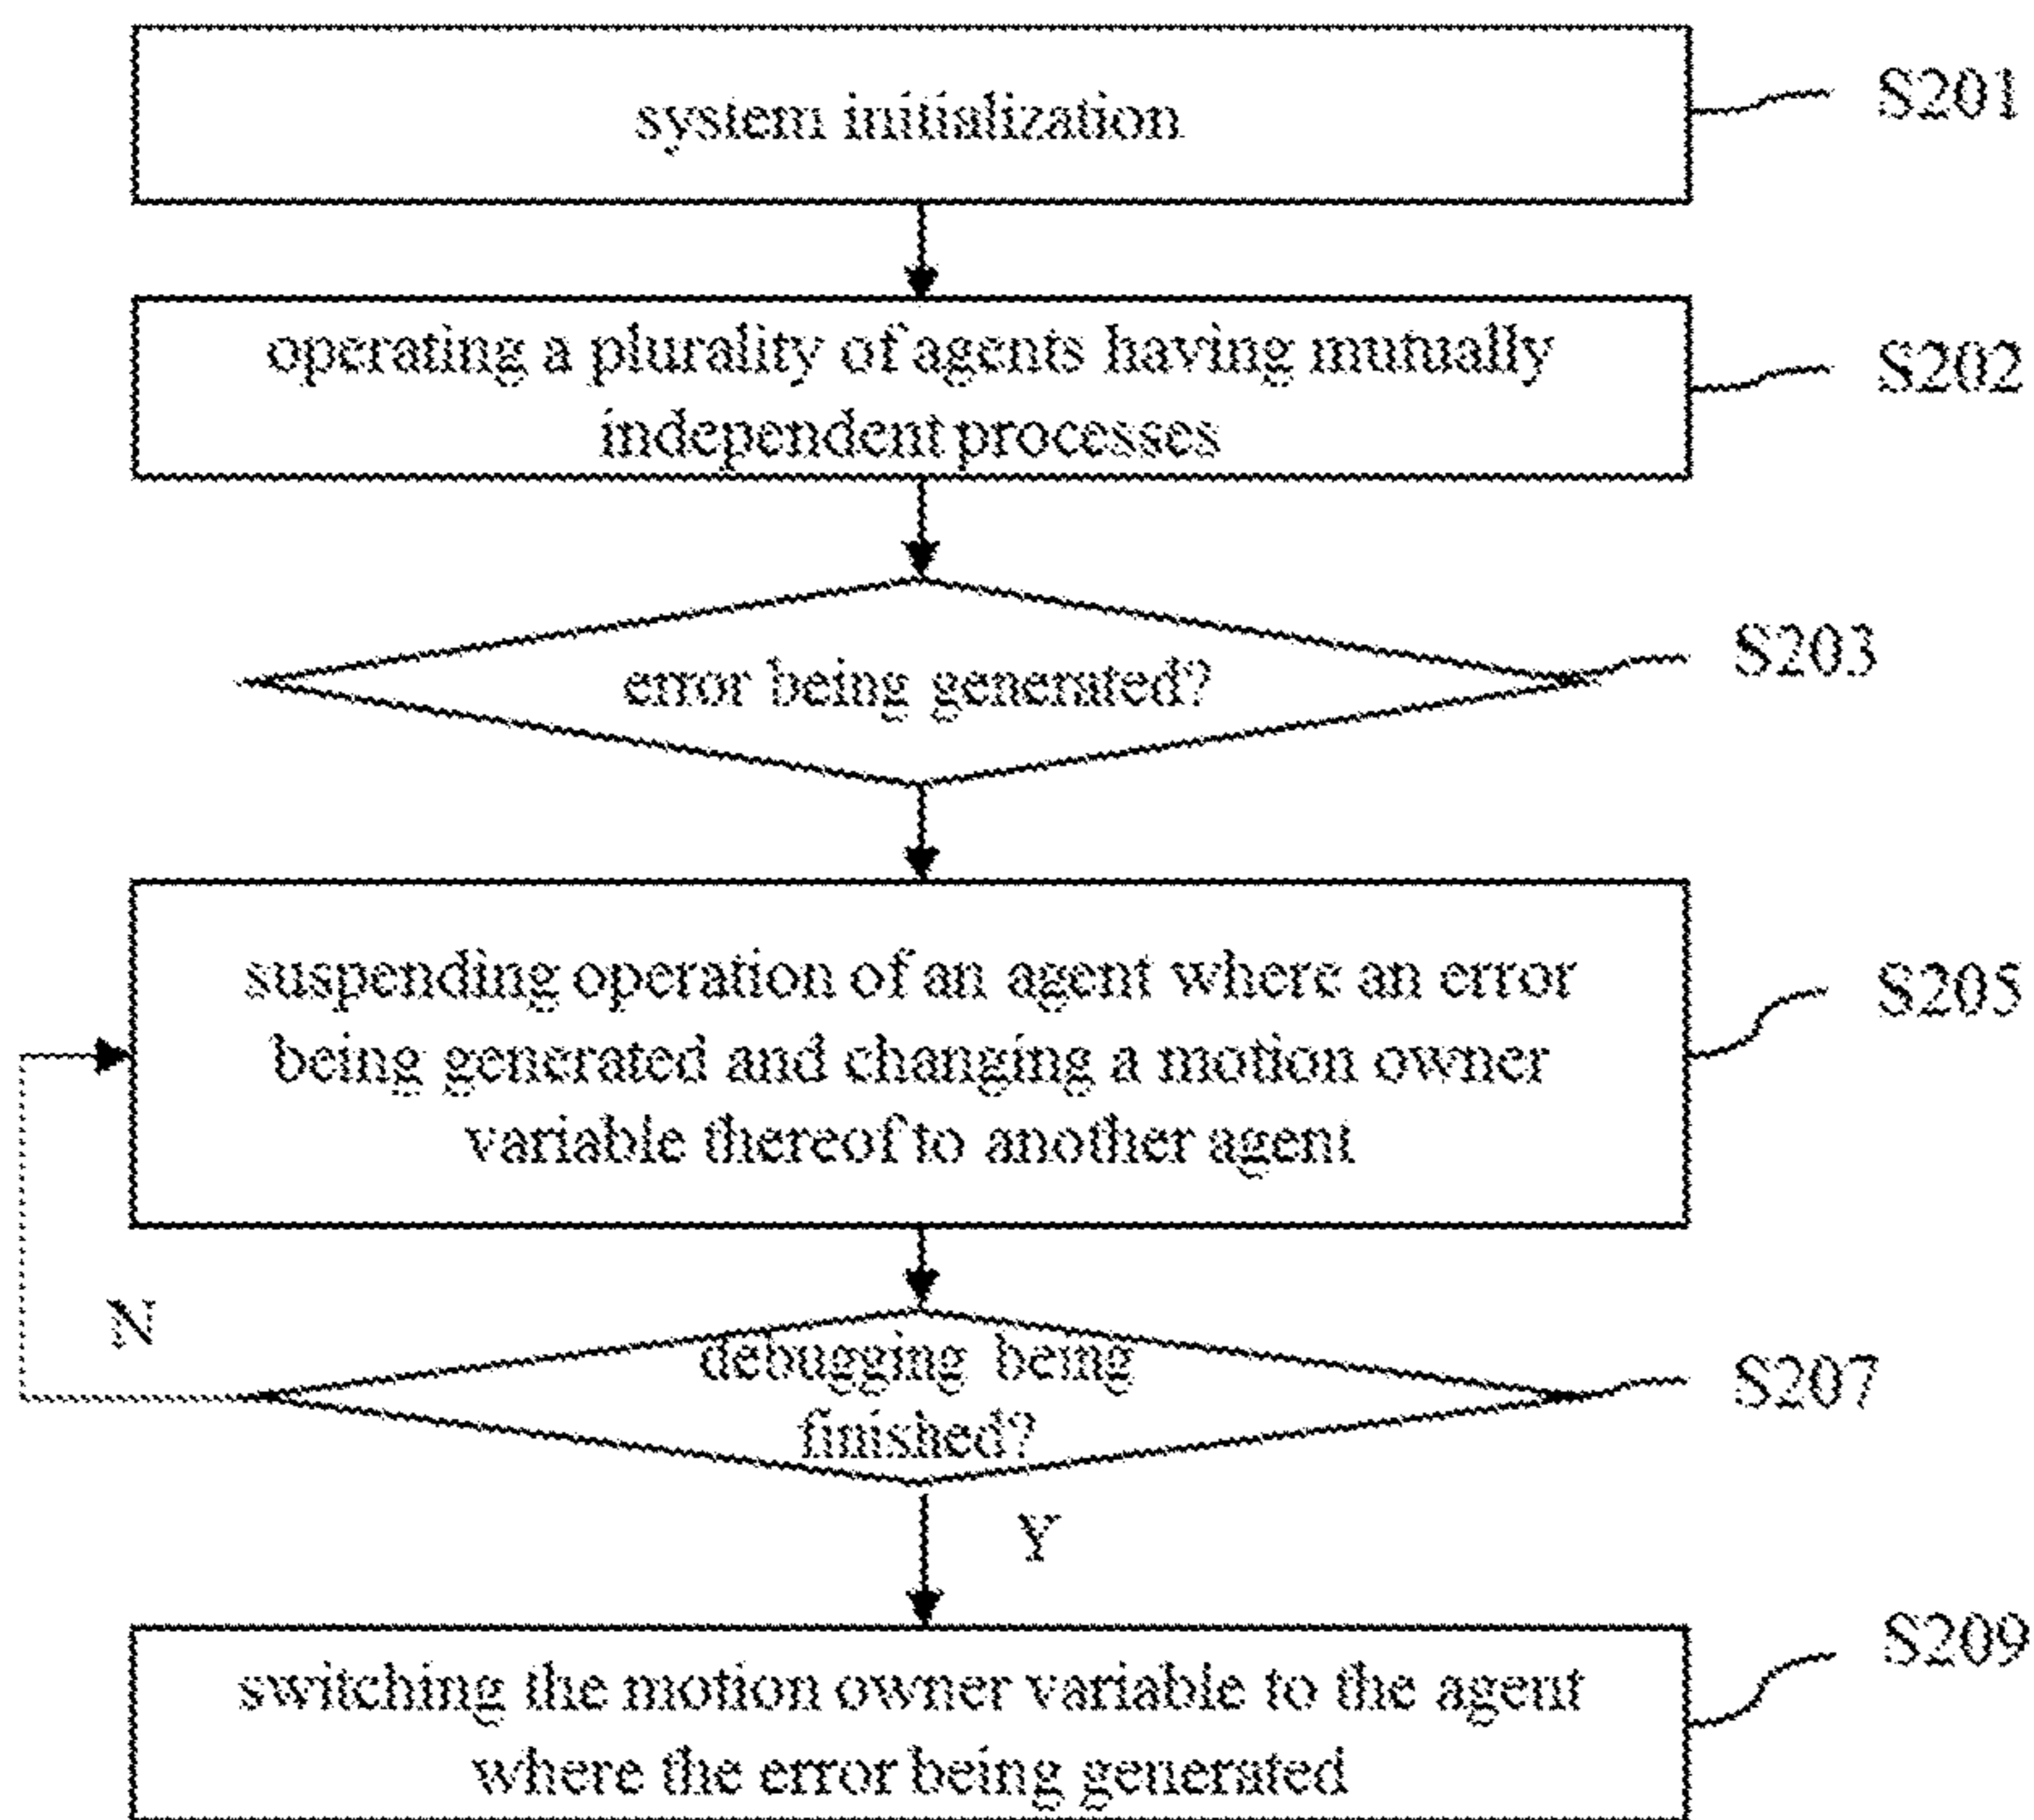 system initialization
S201
operating a plurality of agents having mutually
independent processes
S202
error being generated?
S203
suspending operation of an agent where an error
being generated and changing a motion owner
variable thereof to another agent
S205
N
debugging being
finished?
S207
Y
switching the motion owner variable to the agent
where the error being generated
S209